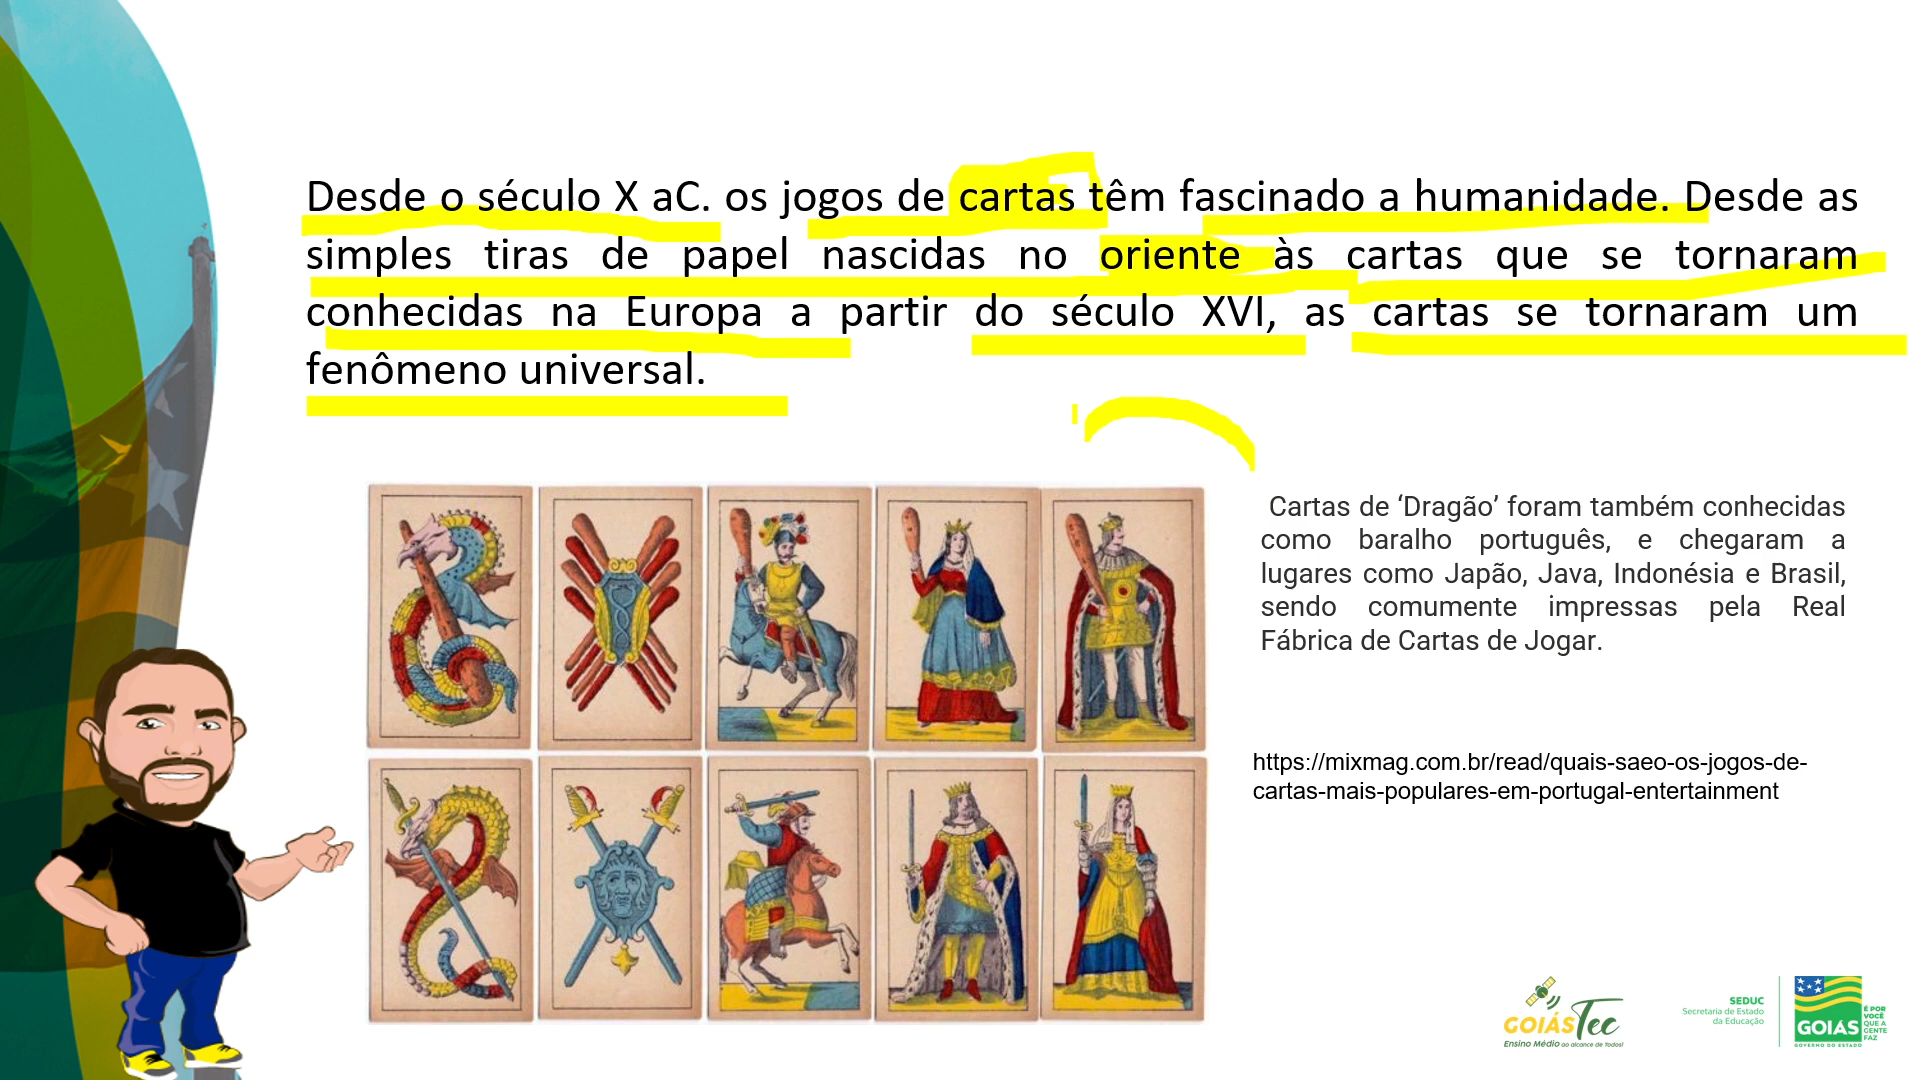 Desde o século X aC. os jogos de cartas têm fascinado a humanidade. Desde as
simples tiras de papel nascidas no oriente às cartas que se tornaram
conhecidas na Europa a partir do século XVI, as cartas se tornaram um
fenômeno universal.
Cartas de ‘Dragão’ foram também conhecidas
como baralho português, e chegaram a
lugares como Japão, Java, Indonésia e Brasil,
sendo comumente impressas pela Real
Fábrica de Cartas de Jogar.
https://mixmag.com.br/read/quais-saeo-os-jogos-de-
cartas-mais-populares-em-portugal-entertainment
GOIÁSTec
Ensino Médio ao alcance de todos!
SEDUC
Secretaria de Estado
da Educação
GOIÁS
GOVERNO DO ESTADO
É POR
VOCÊ
QUE A
GENTE
FAZ